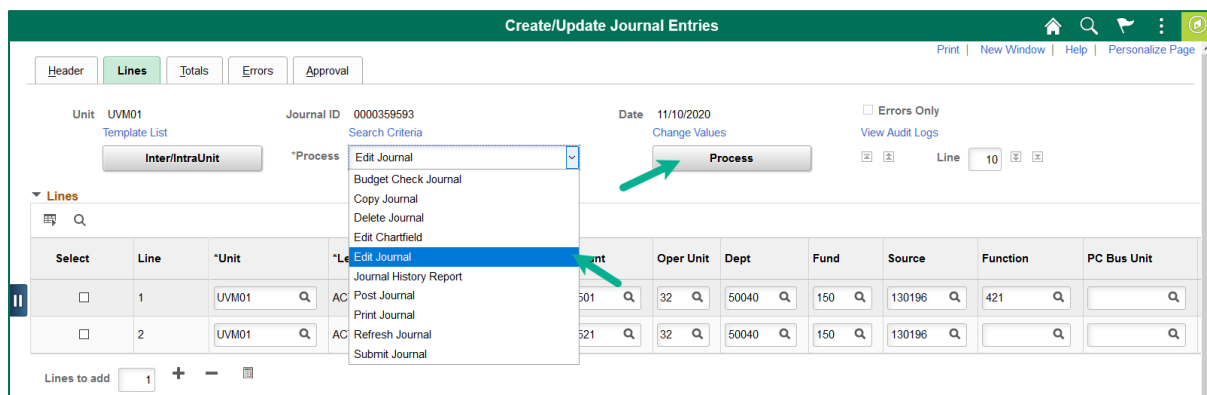 Create/Update Journal Entries
Print | New Window | Help | Personalize Page
Header Lines Totals Errors Approval
Unit UVM01 Journal ID 0000359593 Date 11/10/2020 Errors Only
Template List Search Criteria Change Values View Audit Logs
Inter/IntraUnit *Process Edit Journal Process Line 10
Budget Check Journal
Copy Journal
Delete Journal
Edit Chartfield
Edit Journal
Journal History Report
Post Journal
Print Journal
Refresh Journal
Submit Journal
Lines
Select Line *Unit *Le Oper Unit Dept Fund Source Function PC Bus Unit
1 UVM01 501 32 50040 150 130196 421
2 UVM01 521 32 50040 150 130196
Lines to add 1